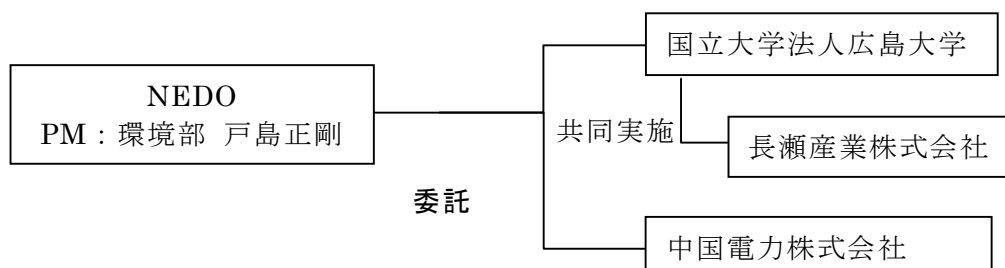 NEDO
PM：環境部 戸島正剛
委託
国立大学法人広島大学
共同実施
長瀬産業株式会社
中国電力株式会社